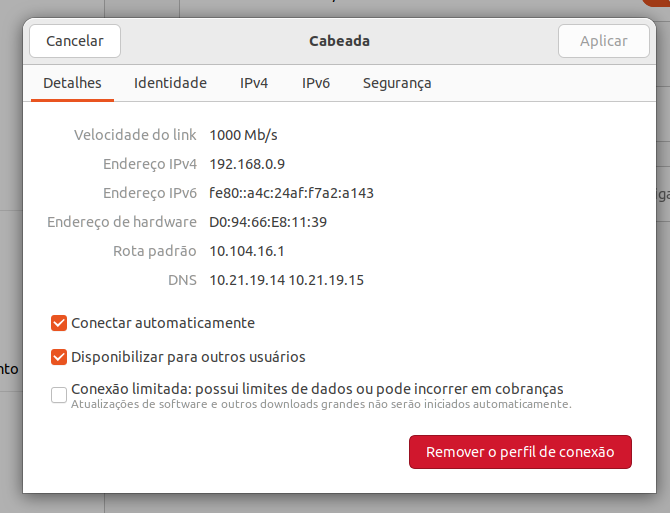 Cancelar
Cabeada
Aplicar
Detalhes
Identidade
IPv4
IPv6
Segurança
Velocidade do link 1000 Mb/s
Endereço IPv4 192.168.0.9
Endereço IPv6 fe80::a4c:24af:f7a2:a143
Endereço de hardware D0:94:66:E8:11:39
Rota padrão 10.104.16.1
DNS 10.21.19.14 10.21.19.15
Conectar automaticamente
Disponibilizar para outros usuários
nto
Conexão limitada: possui limites de dados ou pode incorrer em cobranças
Atualizações de software e outros downloads grandes não serão iniciados automaticamente.
Remover o perfil de conexão